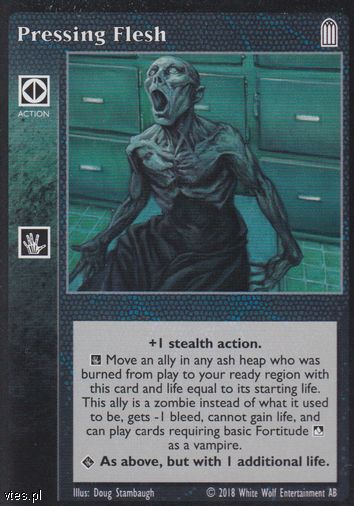 Pressing Flesh
ACTION
+1 stealth action.
Move an ally in any ash heap who was
burned from play to your ready region with
this card and life equal to its starting life.
This ally is a zombie instead of what it used
to be, gets -1 bleed, cannot gain life, and
can play cards requiring basic Fortitude
as a vampire.
As above, but with 1 additional life.
Illus: Doug Stambaugh © 2018 White Wolf Entertainment AB
vtes.pl